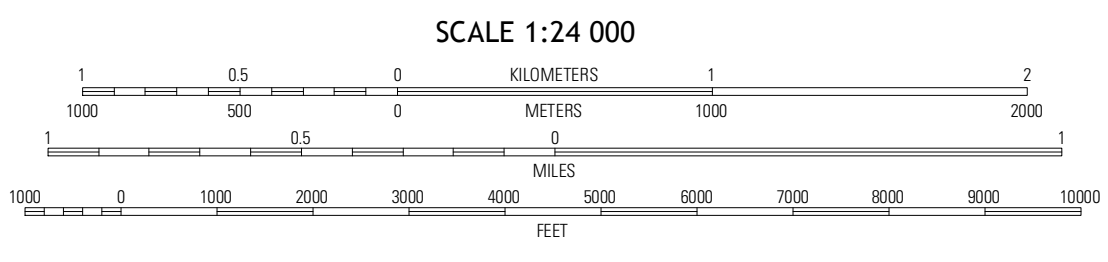 SCALE 1:24 000
1 0.5 0 KILOMETERS 1 2
1000 500 0 METERS 1000 2000
1 0.5 0 1
MILES
1000 0 1000 2000 3000 4000 5000 6000 7000 8000 9000 10000
FEET